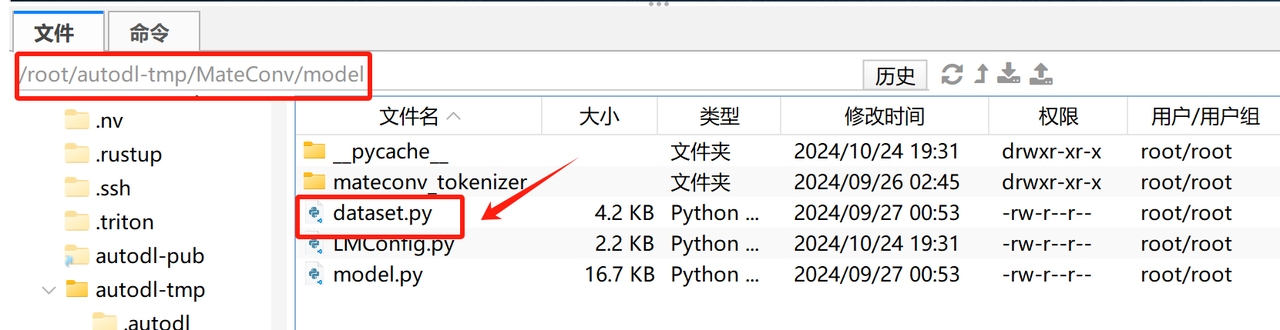 文件 命令
/root/autodl-tmp/MateConv/model 历史
.nv
.rustup
.ssh
.triton
autodl-pub
autodl-tmp
.autodl
文件名 大小 类型 修改时间 权限 用户/用户组
__pycache__ 文件夹 2024/10/24 19:31 drwxr-xr-x root/root
mateconv_tokenizer 文件夹 2024/09/26 02:45 drwxr-xr-x root/root
dataset.py 4.2 KB Python ... 2024/09/27 00:53 -rw-r--r-- root/root
LMConfig.py 2.2 KB Python ... 2024/10/24 19:31 -rw-r--r-- root/root
model.py 16.7 KB Python ... 2024/09/27 00:53 -rw-r--r-- root/root